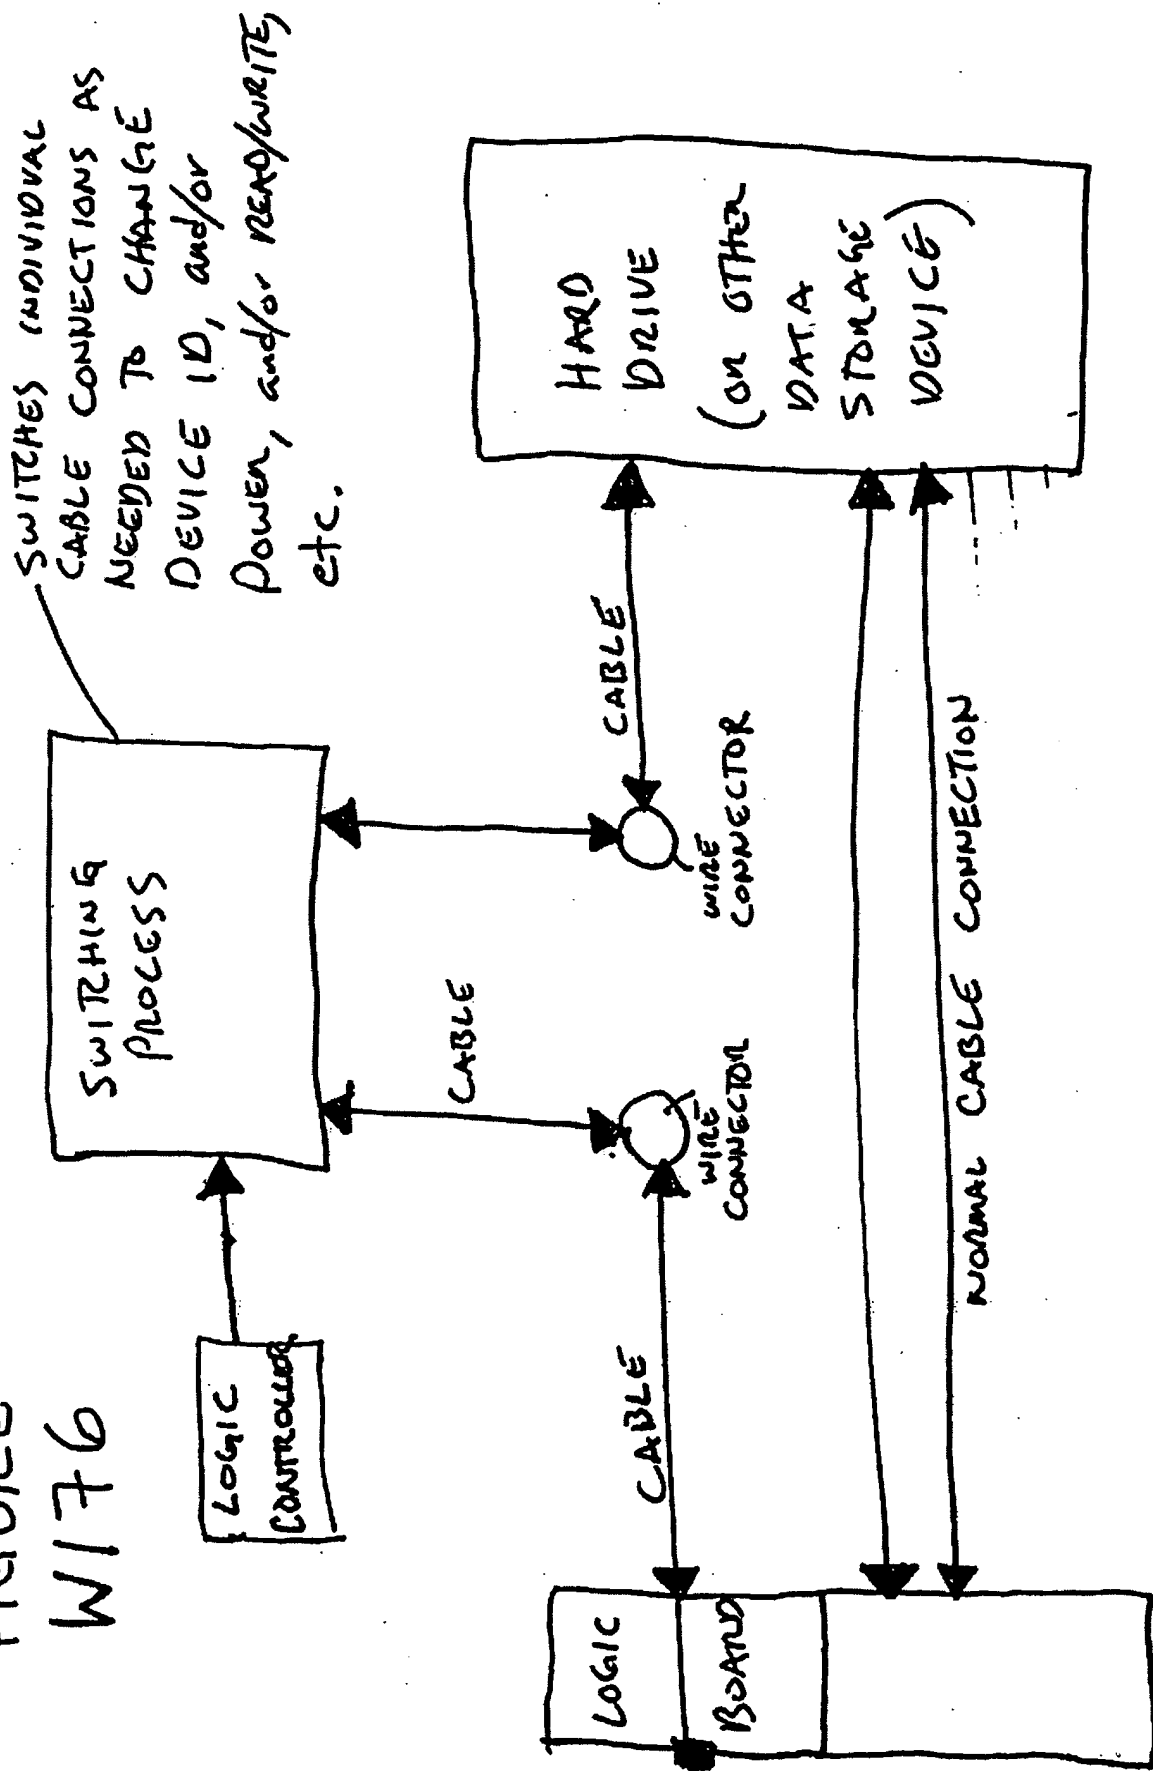 FIGURE
W176
SWITCHES INDIVIDUAL
CABLE CONNECTIONS AS
NEEDED TO CHANGE
DEVICE ID, and/or
POWER, and/or READ/WRITE,
etc.
SWITCHING
PROCESS
LOGIC
CONTROLLER
CABLE
CABLE
WIRE
CONNECTOR
WIRE
CONNECTOR
CABLE
LOGIC
BOARD
HARD
DRIVE
(OR OTHER
DATA
STORAGE
DEVICE)
NORMAL CABLE CONNECTION